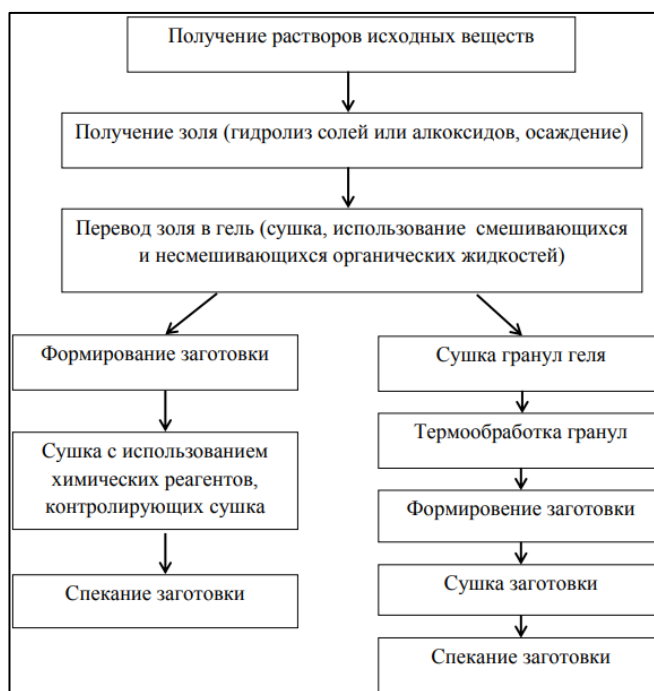 Получение растворов исходных веществ
Получение золя (гидролиз солей или алкоксидов, осаждение)
Перевод золя в гель (сушка, использование смешивающихся
и несмешивающихся органических жидкостей)
Формирование заготовки
Сушка с использованием
химических реагентов,
контролирующих сушка
Спекание заготовки
Сушка гранул геля
Термообработка гранул
Формировение заготовки
Сушка заготовки
Спекание заготовки